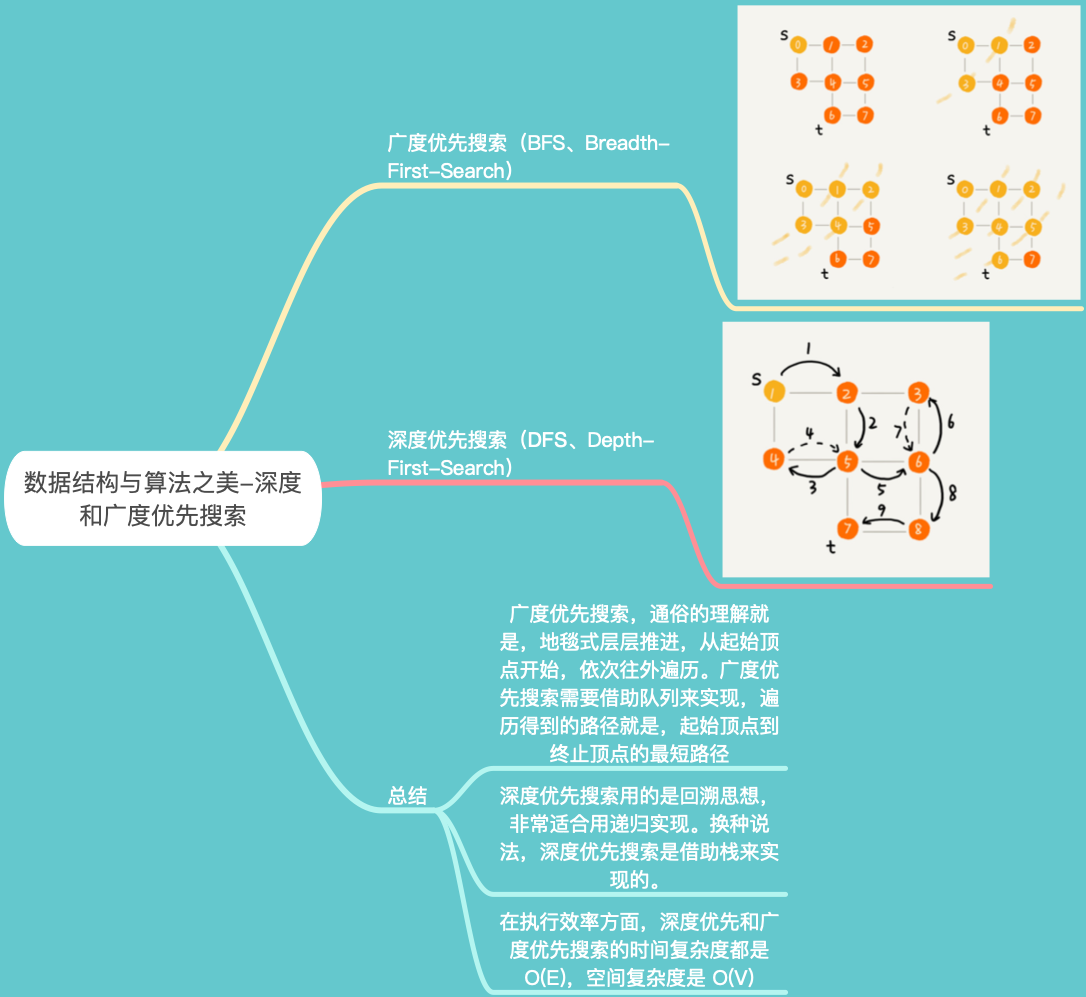 数据结构与算法之美-深度
和广度优先搜索
广度优先搜索（BFS、Breadth-
First-Search）
S
0 1 2
3 4 5
6 7
t
S
0 1 2
3 4 5
6 7
t
S
0 1 2
3 4 5
6 7
t
S
0 1 2
3 4 5
6 7
t
深度优先搜索（DFS、Depth-
First-Search）
1
S
1 2 3
4 2 7 6
4 5 6
3 5 8
9
7 8
t
总结
广度优先搜索，通俗的理解就
是，地毯式层层推进，从起始顶
点开始，依次往外遍历。广度优
先搜索需要借助队列来实现，遍
历得到的路径就是，起始顶点到
终止顶点的最短路径
深度优先搜索用的是回溯思想，
非常适合用递归实现。换种说
法，深度优先搜索是借助栈来实
现的。
在执行效率方面，深度优先和广
度优先搜索的时间复杂度都是
O(E)，空间复杂度是 O(V)